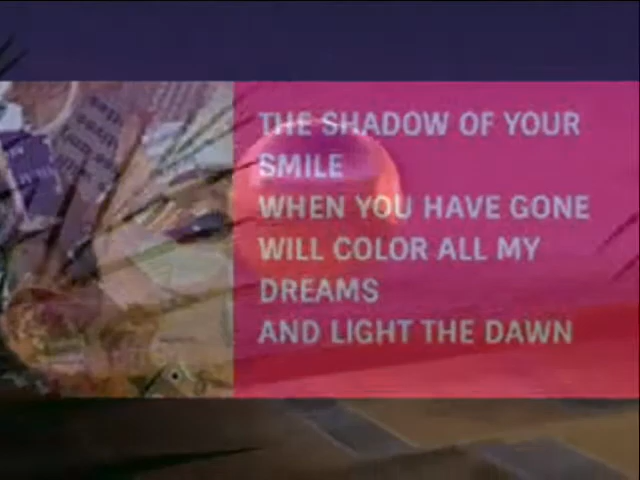 THE SHADOW OF YOUR
SMILE
WHEN YOU HAVE GONE
WILL COLOR ALL MY
DREAMS
AND LIGHT THE DAWN